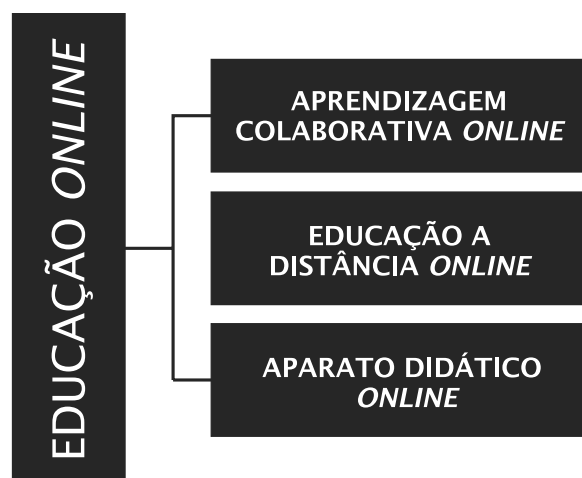 EDUCAÇÃO ONLINE
APRENDIZAGEM
COLABORATIVA ONLINE
EDUCAÇÃO A
DISTÂNCIA ONLINE
APARATO DIDÁTICO
ONLINE